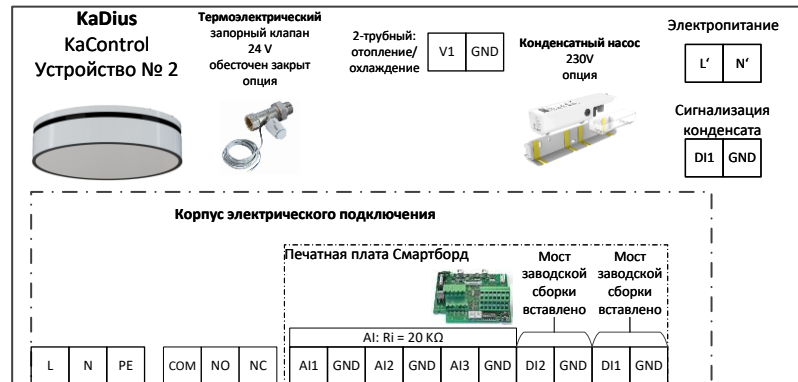 KaDius
KaControl
Устройство № 2
Термоэлектрический
запорный клапан
24 V
обесточен закрыт
опция
2-трубный:
отопление/
охлаждение
V1 GND
Конденсатный насос
230V
опция
Электропитание
L‘ N‘
Сигнализация
конденсата
DI1 GND
Корпус электрического подключения
Печатная плата Смартборд
Мост
заводской
сборки
вставлено
Мост
заводской
сборки
вставлено
AI: Ri = 20 KΩ
L N PE COM NO NC AI1 GND AI2 GND AI3 GND DI2 GND DI1 GND